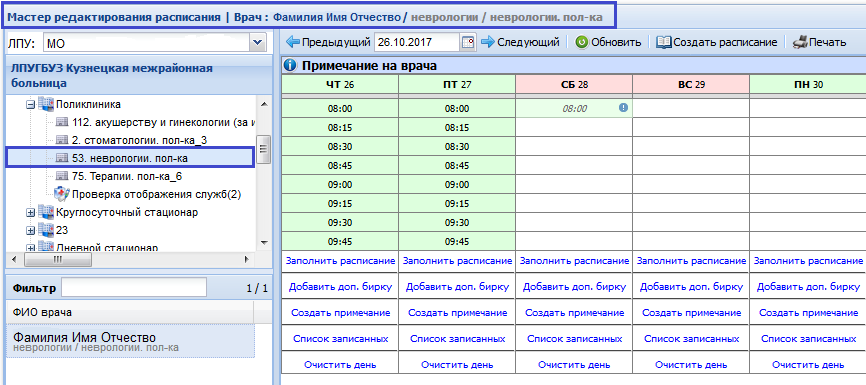 Мастер редактирования расписания | Врач : Фамилия Имя Отчество / неврологии / неврологии. пол-ка
ЛПУ: МО
Предыдущий 26.10.2017 Следующий Обновить Создать расписание Печать
ЛПУГБУЗ Кузнецкая межрайонная
больница
Поликлиника
112. акушерству и гинекологии (за и
2. стоматологии. пол-ка_3
53. неврологии. пол-ка
75. Терапии. пол-ка_6
Проверка отображения служб(2)
Круглосуточный стационар
23
Дневной стационар
Фильтр 1 / 1
ФИО врача
Фамилия Имя Отчество
неврологии / неврологии. пол-ка
Примечание на врача
ЧТ 26 ПТ 27 СБ 28 ВС 29 ПН 30
08:00 08:00 08:00
08:15 08:15
08:30 08:30
08:45 08:45
09:00 09:00
09:15 09:15
09:30 09:30
09:45 09:45
Заполнить расписание Заполнить расписание Заполнить расписание Заполнить расписание Заполнить расписание
Добавить доп. бирку Добавить доп. бирку Добавить доп. бирку Добавить доп. бирку Добавить доп. бирку
Создать примечание Создать примечание Создать примечание Создать примечание Создать примечание
Список записанных Список записанных Список записанных Список записанных Список записанных
Очистить день Очистить день Очистить день Очистить день Очистить день